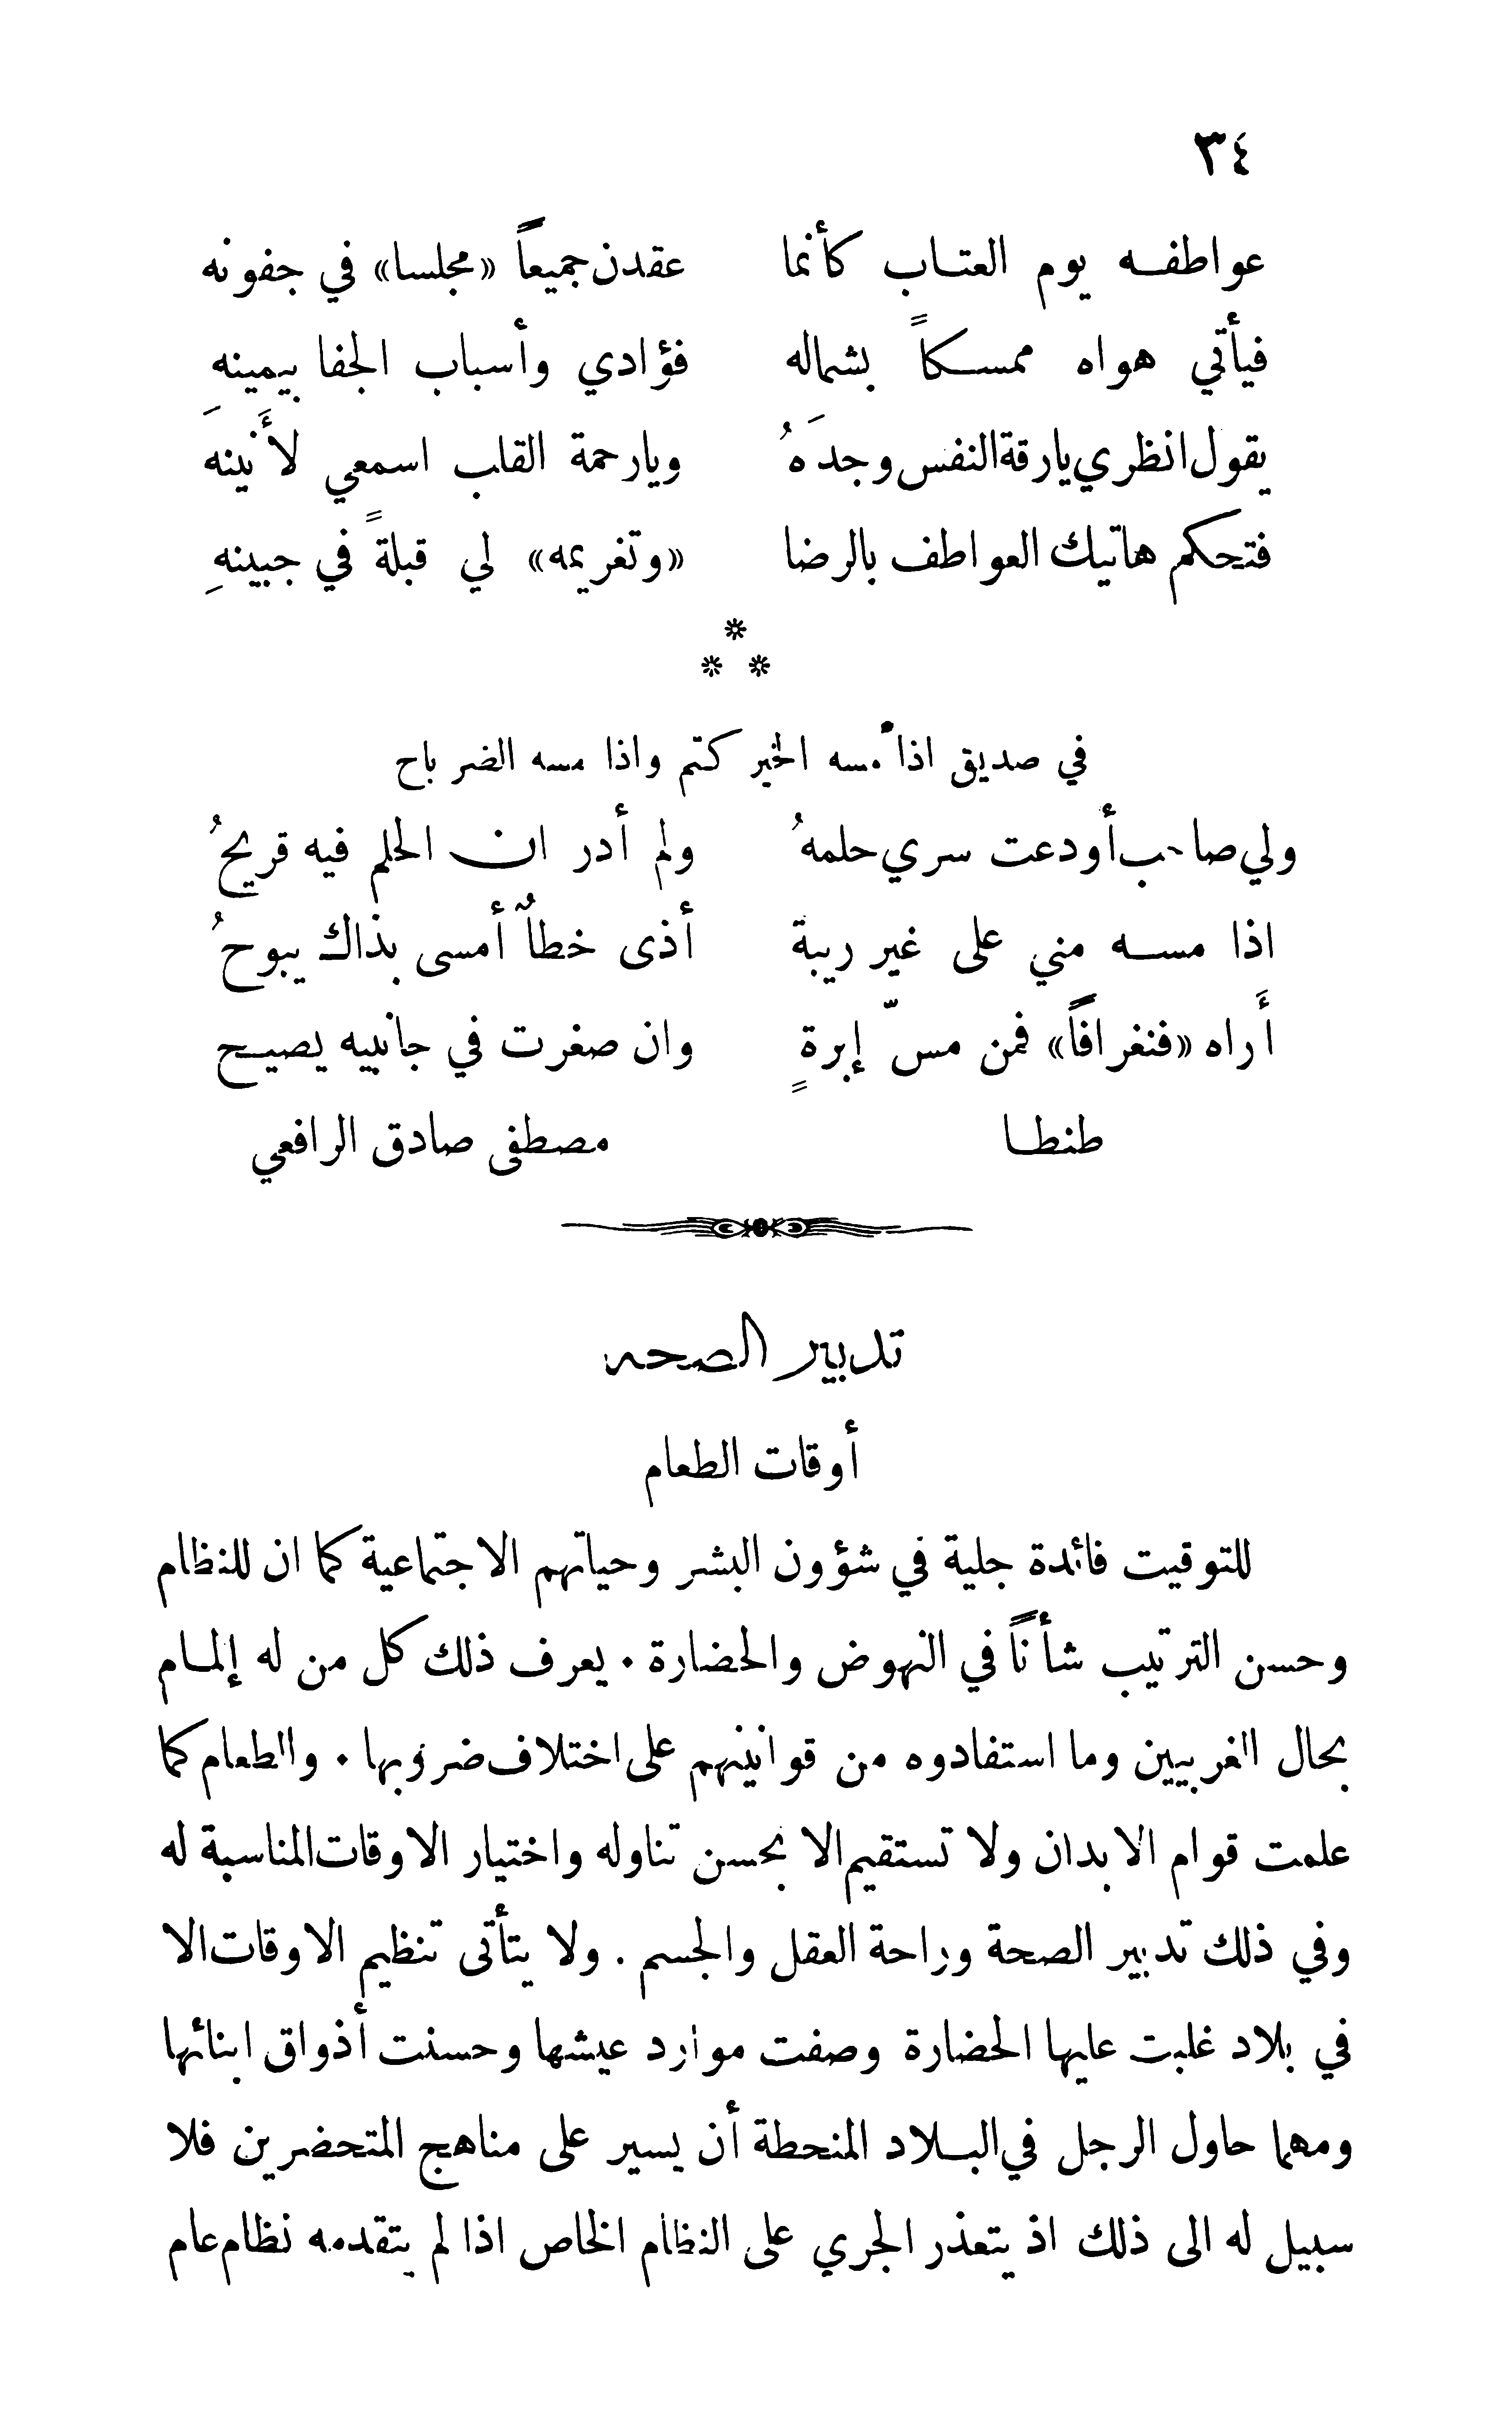 ٣٤
عواطفه يوم العتاب كأنما عقدن جميعاً «مجلسا» في جفونه
فيأتي هواه ممسكاً بشماله فؤادي وأسباب الجفا بيمينهِ
يقول انظري يارقة النفس وجدَهُ ويارحمة القلب اسمعي لأَنينهَ
فتحكم هاتيك العواطف بالرضا «وتغريمه» لي قبلةً في جبينهِ
*
* *
في صديق اذا مسه الخير كتم واذا مسه الضر باح
ولي صاحب أودعت سري حلمهُ ولم أدر ان الحلم فيه قريحُ
اذا مسه مني على غير ريبة أذى خطأٌ أمسى بذاك يبوحُ
أَراه «فنغرافاً» فمن مسّ إبرةٍ وان صغرت في جانبيه يصيح
طنطا مصطفى صادق الرافعي
تدبير الصحه
أوقات الطعام
للتوقيت فائدة جلية في شؤون البشر وحياتهم الاجتماعية كما ان للنظام
وحسن الترتيب شأناً في النهوض والحضارة . يعرف ذلك كل من له إلمام
بحال الغربيين وما استفادوه من قوانينهم على اختلاف ضروبها . والطعام كما
علمت قوام الابدان ولا تستقيم الا بحسن تناوله واختيار الاوقات المناسبة له
وفي ذلك تدبير الصحة وراحة العقل والجسم . ولا يتأتى تنظيم الاوقات الا
في بلاد غلبت عليها الحضارة وصفت موارد عيشها وحسنت أذواق ابنائها
ومهما حاول الرجل في البلاد المنحطة أن يسير على مناهج المتحضرين فلا
سبيل له الى ذلك اذ يتعذر الجري على النظام الخاص اذا لم يتقدمه نظام عام